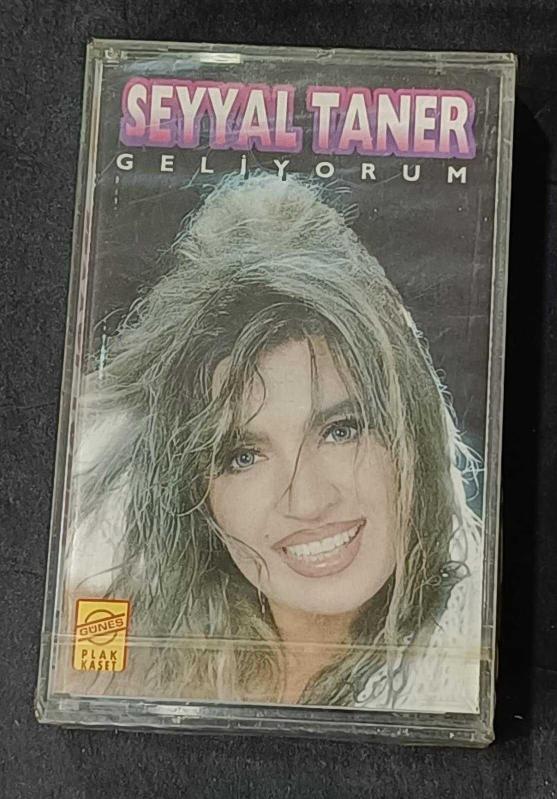 SEYYAL TANER
GELİYORUM
GÜNEŞ
PLAK
KASET